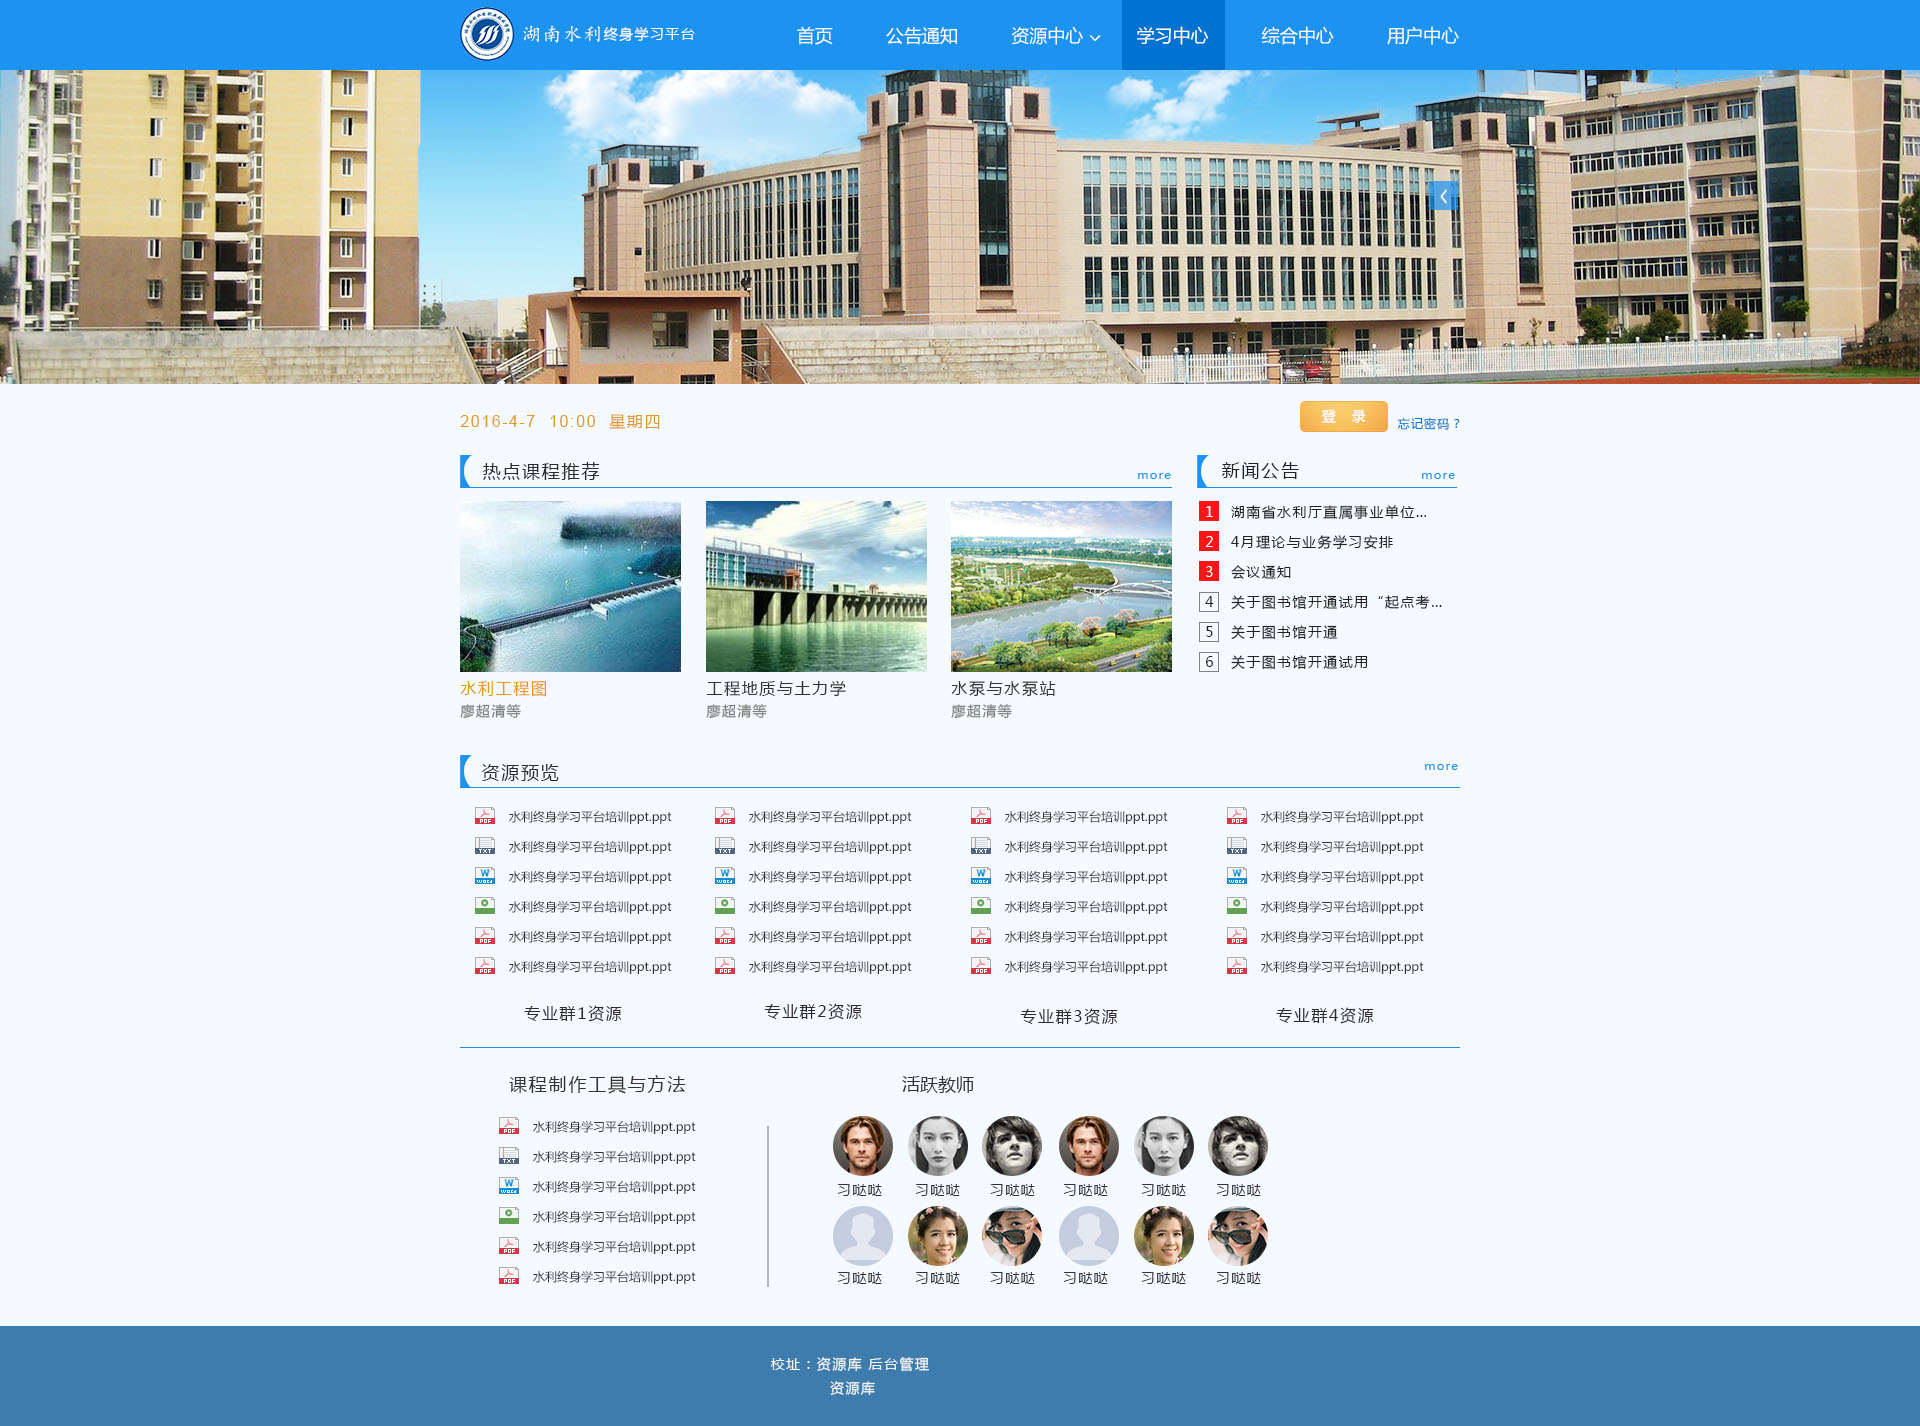 湖南水利终身学习平台
首页 公告通知 资源中心 学习中心 综合中心 用户中心
2016-4-7 10:00 星期四
登 录 忘记密码?
热点课程推荐 more
新闻公告 more
1 湖南省水利厅直属事业单位...
2 4月理论与业务学习安排
3 会议通知
4 关于图书馆开通试用“起点考...
5 关于图书馆开通
6 关于图书馆开通试用
水利工程图 工程地质与土力学 水泵与水泵站
廖超清等 廖超清等 廖超清等
资源预览 more
PDF 水利终身学习平台培训ppt.ppt PDF 水利终身学习平台培训ppt.ppt PDF 水利终身学习平台培训ppt.ppt PDF 水利终身学习平台培训ppt.ppt
TXT 水利终身学习平台培训ppt.ppt TXT 水利终身学习平台培训ppt.ppt TXT 水利终身学习平台培训ppt.ppt TXT 水利终身学习平台培训ppt.ppt
W WORD 水利终身学习平台培训ppt.ppt W WORD 水利终身学习平台培训ppt.ppt W WORD 水利终身学习平台培训ppt.ppt W WORD 水利终身学习平台培训ppt.ppt
水利终身学习平台培训ppt.ppt 水利终身学习平台培训ppt.ppt 水利终身学习平台培训ppt.ppt 水利终身学习平台培训ppt.ppt
PDF 水利终身学习平台培训ppt.ppt PDF 水利终身学习平台培训ppt.ppt PDF 水利终身学习平台培训ppt.ppt PDF 水利终身学习平台培训ppt.ppt
PDF 水利终身学习平台培训ppt.ppt PDF 水利终身学习平台培训ppt.ppt PDF 水利终身学习平台培训ppt.ppt PDF 水利终身学习平台培训ppt.ppt
专业群1资源 专业群2资源 专业群3资源 专业群4资源
课程制作工具与方法
PDF 水利终身学习平台培训ppt.ppt
TXT 水利终身学习平台培训ppt.ppt
W WORD 水利终身学习平台培训ppt.ppt
水利终身学习平台培训ppt.ppt
PDF 水利终身学习平台培训ppt.ppt
PDF 水利终身学习平台培训ppt.ppt
活跃教师
习哒哒 习哒哒 习哒哒 习哒哒 习哒哒 习哒哒
习哒哒 习哒哒 习哒哒 习哒哒 习哒哒 习哒哒
校址：资源库 后台管理
资源库